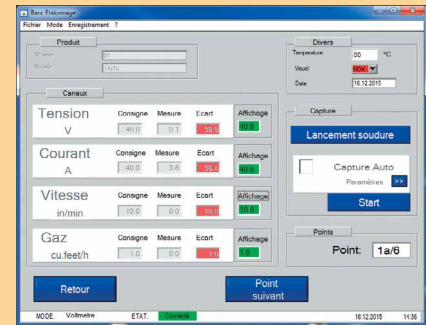 Banc Etalonnage
Fichier Mode Enregistrement ?
Produit
N° série 01
Modèle
Divers
Température 00 °C
Visuel NOK
Date 16.12.2015
Canaux
Tension V Consigne Mesure Ecart Affichage
40.0 0.1 39.9 40.0
Courant A Consigne Mesure Ecart Affichage
40.0 3.6 36.4 40.0
Vitesse in/min Consigne Mesure Ecart Affichage
10.0 0.0 10.0 10.0
Gaz cu.feet/h Consigne Mesure Ecart Affichage
1.0 0.0 1.0 1.0
Capture
Lancement soudure
Capture Auto
Paramètres >>
Start
Points
Point: 1a/6
Retour
Point suivant
MODE: Voltmetre ETAT: Connecté 16:12:2015 14:36